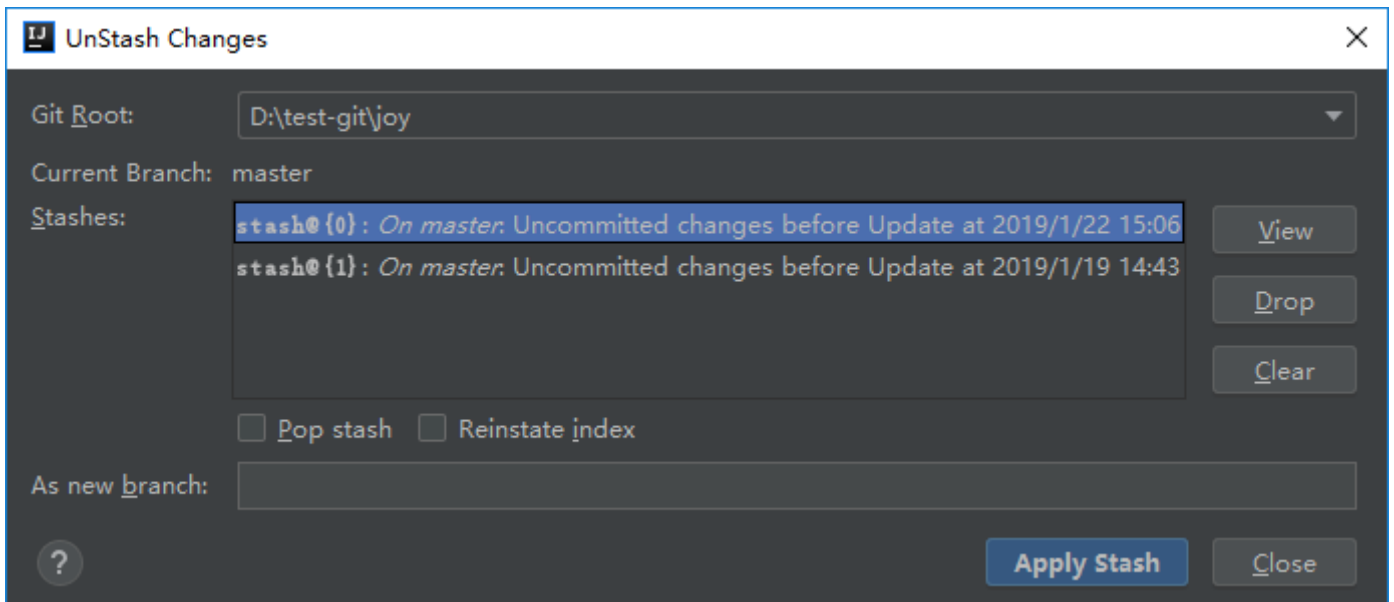 IJ UnStash Changes
Git Root: D:\test-git\joy
Current Branch: master
Stashes:
stash@{0}: On master: Uncommitted changes before Update at 2019/1/22 15:06
View
stash@{1}: On master: Uncommitted changes before Update at 2019/1/19 14:43
Drop
Clear
Pop stash Reinstate index
As new branch:
? Apply Stash Close